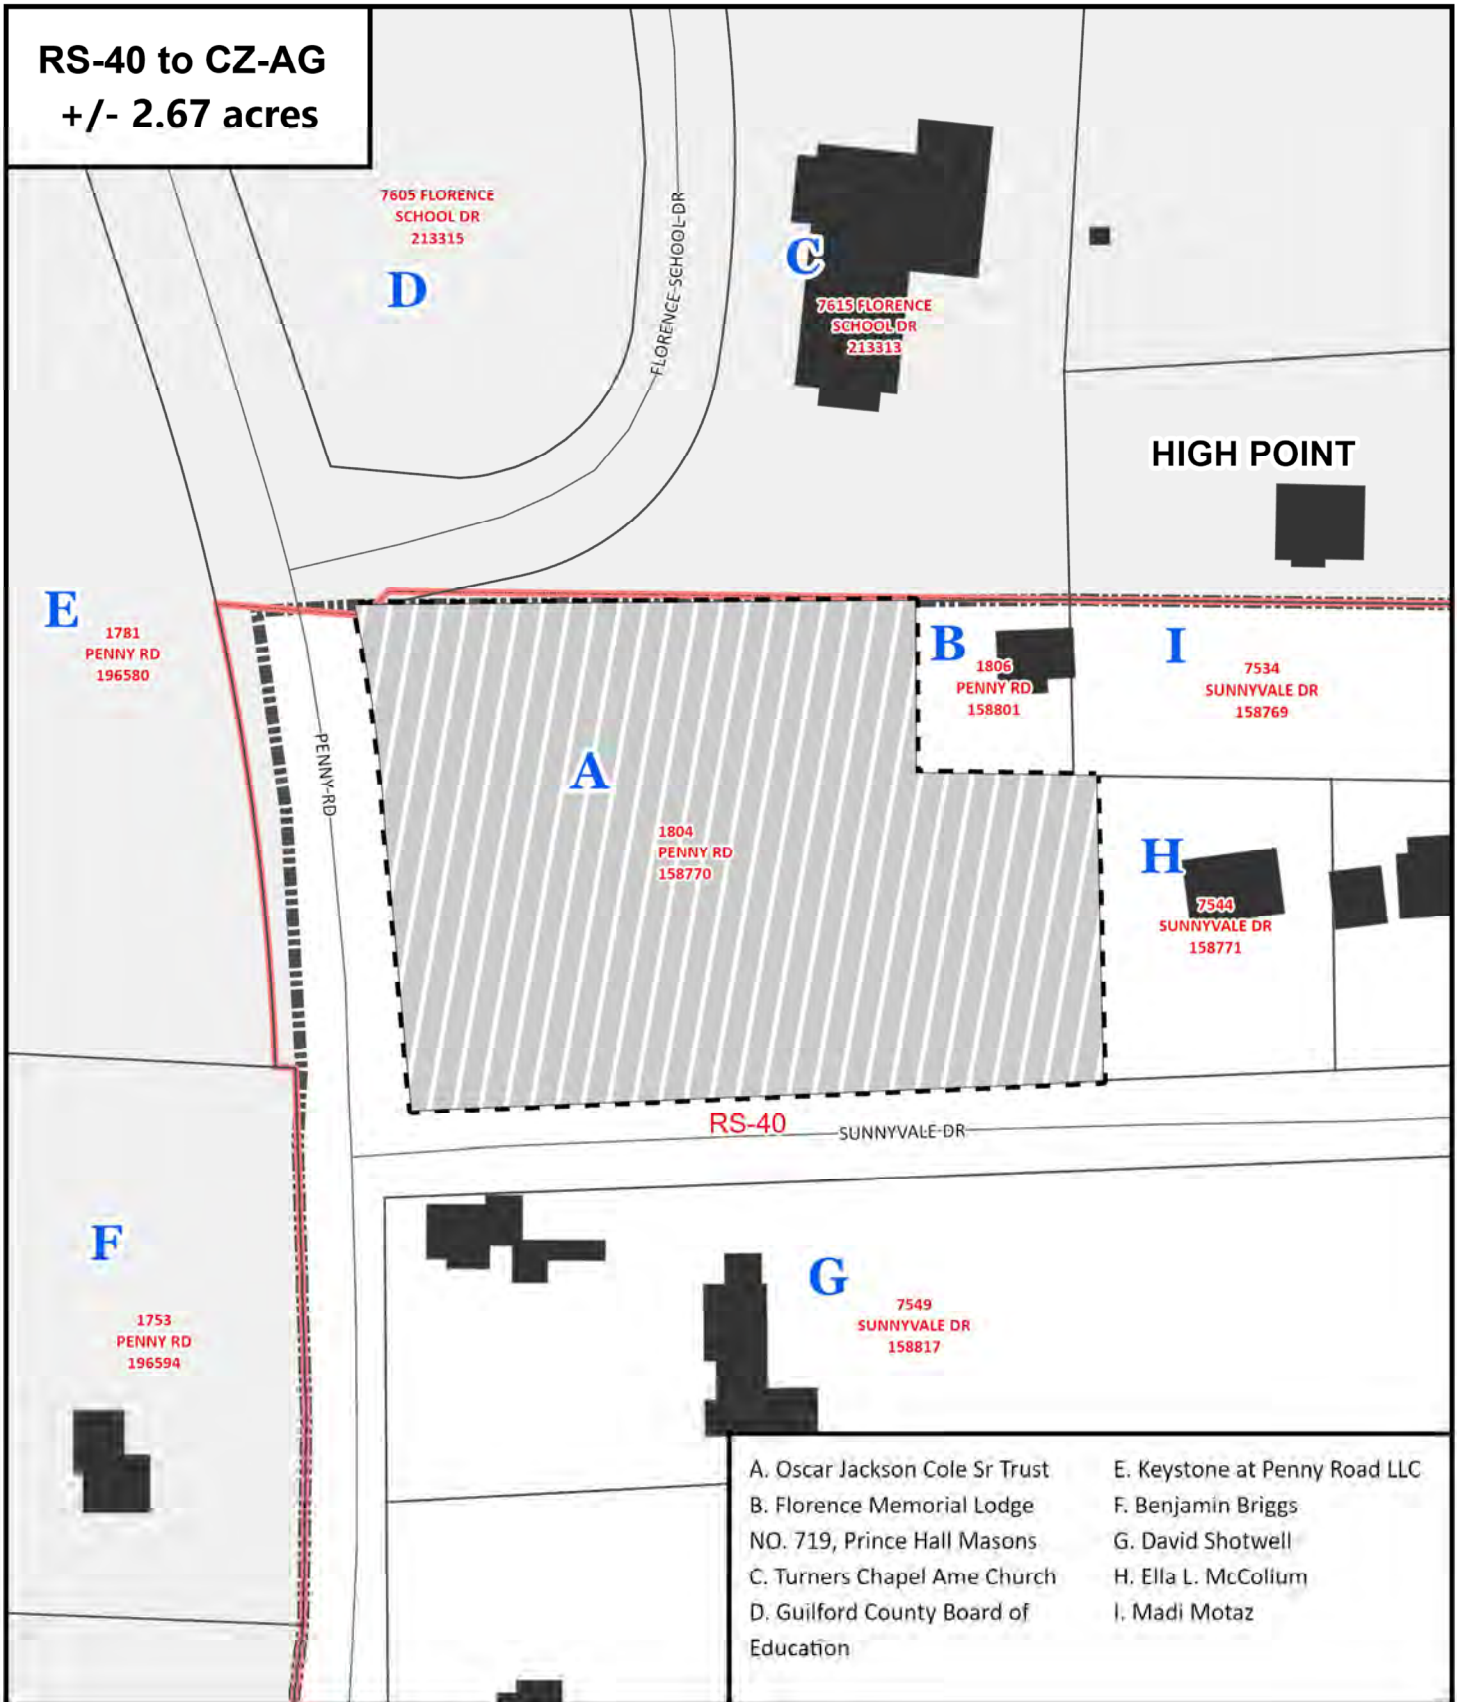 RS-40 to CZ-AG
+/- 2.67 acres
7605 FLORENCE
SCHOOL DR
213315
D
FLORENCE-SCHOOL-DR
C
7615 FLORENCE
SCHOOL DR
213313
HIGH POINT
E
1781
PENNY RD
196580
PENNY-RD
A
1804
PENNY RD
158770
B
1806
PENNY RD
158801
I
7534
SUNNYVALE DR
158769
H
7544
SUNNYVALE DR
158771
RS-40
SUNNYVALE-DR
F
1753
PENNY RD
196594
G
7549
SUNNYVALE DR
158817
A. Oscar Jackson Cole Sr Trust
B. Florence Memorial Lodge
NO. 719, Prince Hall Masons
C. Turners Chapel Ame Church
D. Guilford County Board of
Education
E. Keystone at Penny Road LLC
F. Benjamin Briggs
G. David Shotwell
H. Ella L. McCollum
I. Madi Motaz